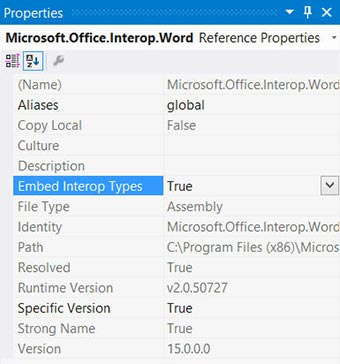 Properties
Microsoft.Office.Interop.Word Reference Properties
(Name) Microsoft.Office.Interop.Word
Aliases global
Copy Local False
Culture
Description
Embed Interop Types True
File Type Assembly
Identity Microsoft.Office.Interop.Word
Path C:\Program Files (x86)\Micros
Resolved True
Runtime Version v2.0.50727
Specific Version True
Strong Name True
Version 15.0.0.0